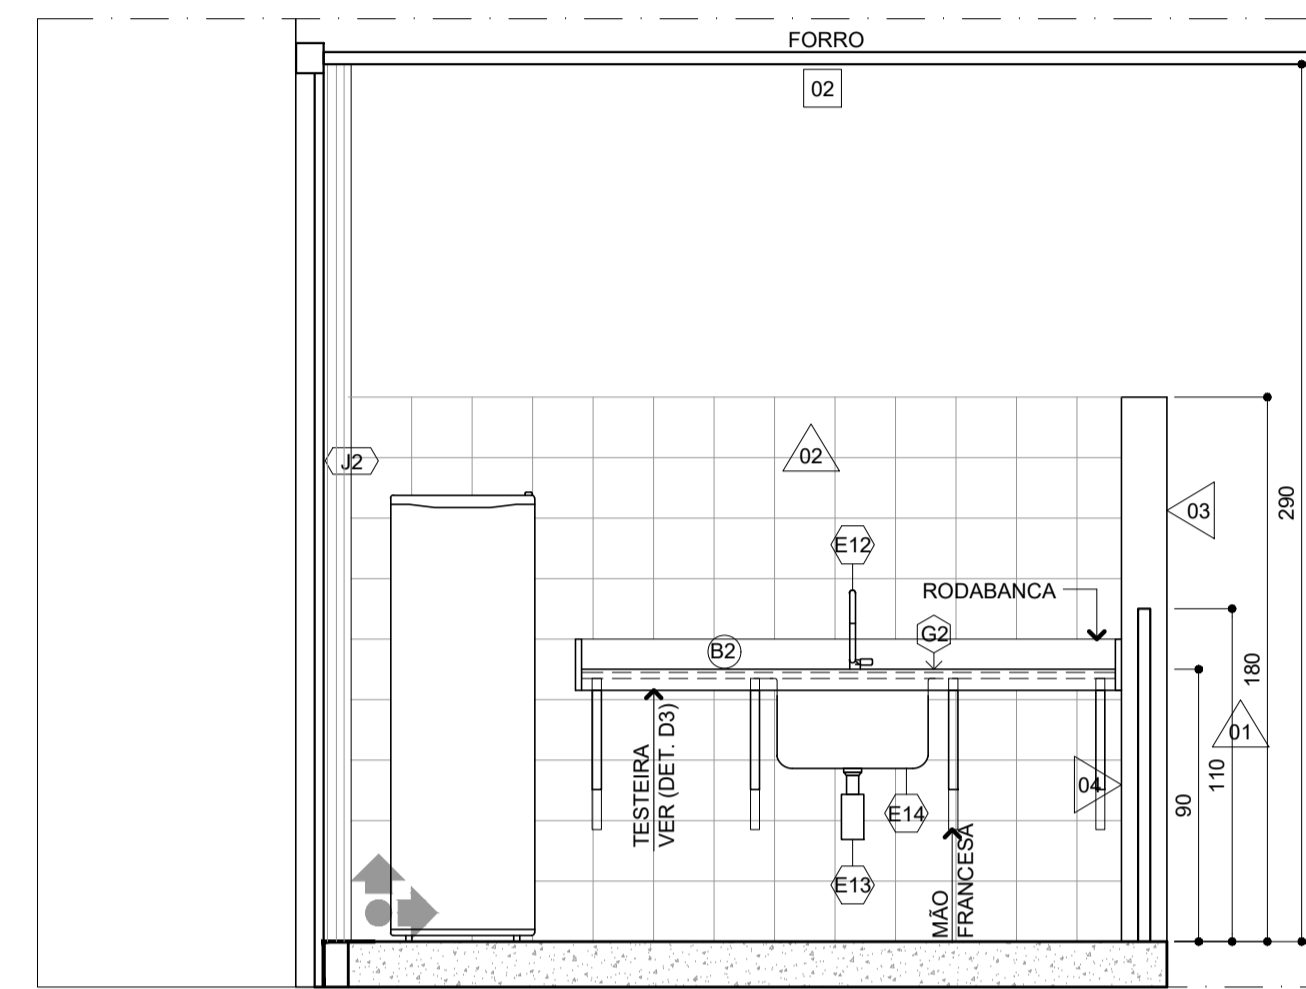 FORRO
02
J2
02
03
290
E12
RODABANCA
G2
B2
180
01
TESTEIRA
VER (DET. D3)
110
04
90
E14
MÃO
FRANCESA
E13